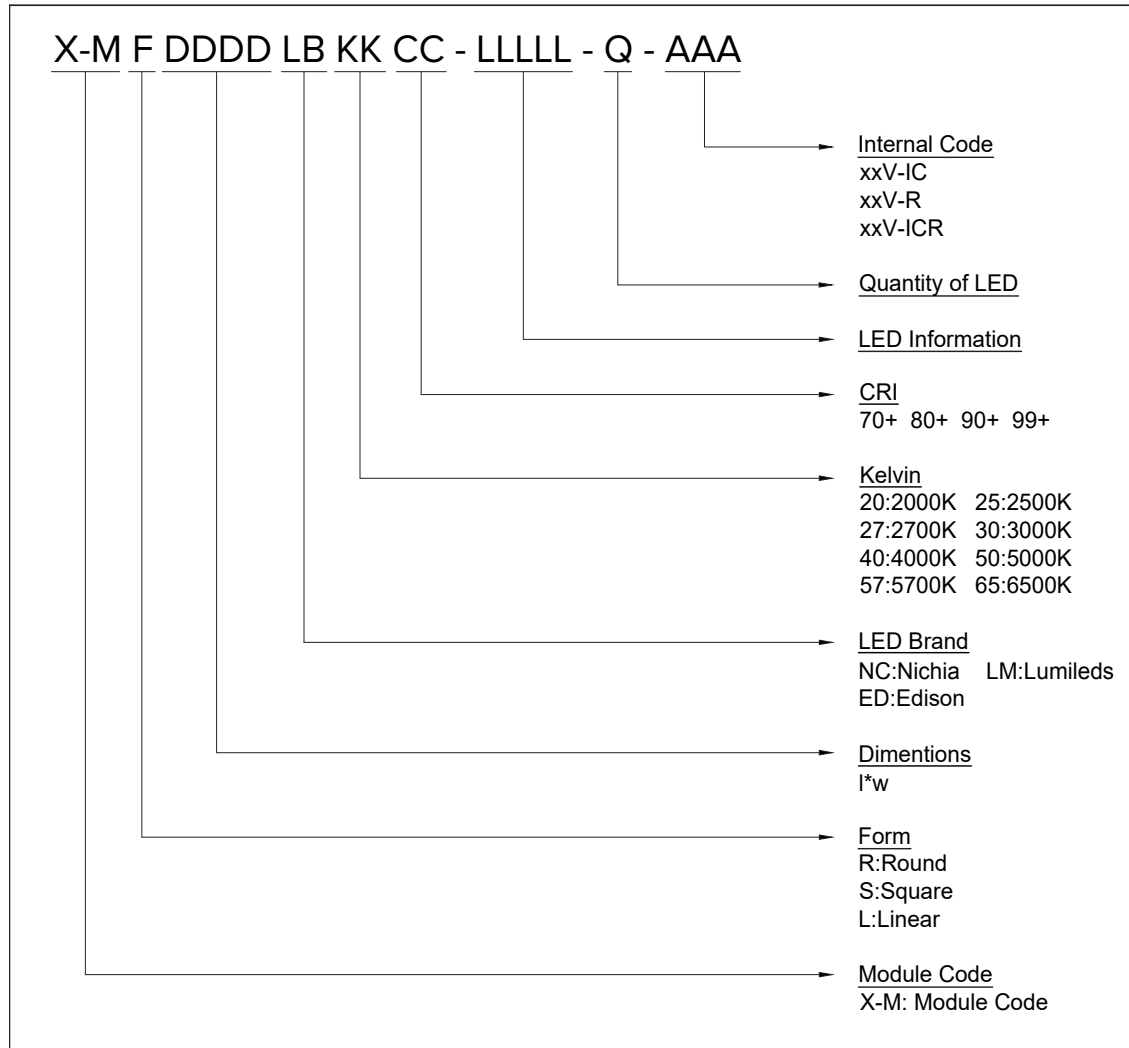 X-M F DDDD LB KK CC - LLLLL - Q - AAA
Internal Code
xxV-IC
xxV-R
xxV-ICR
Quantity of LED
LED Information
CRI
70+ 80+ 90+ 99+
Kelvin
20:2000K 25:2500K
27:2700K 30:3000K
40:4000K 50:5000K
57:5700K 65:6500K
LED Brand
NC:Nichia LM:Lumileds
ED:Edison
Dimentions
l*w
Form
R:Round
S:Square
L:Linear
Module Code
X-M: Module Code